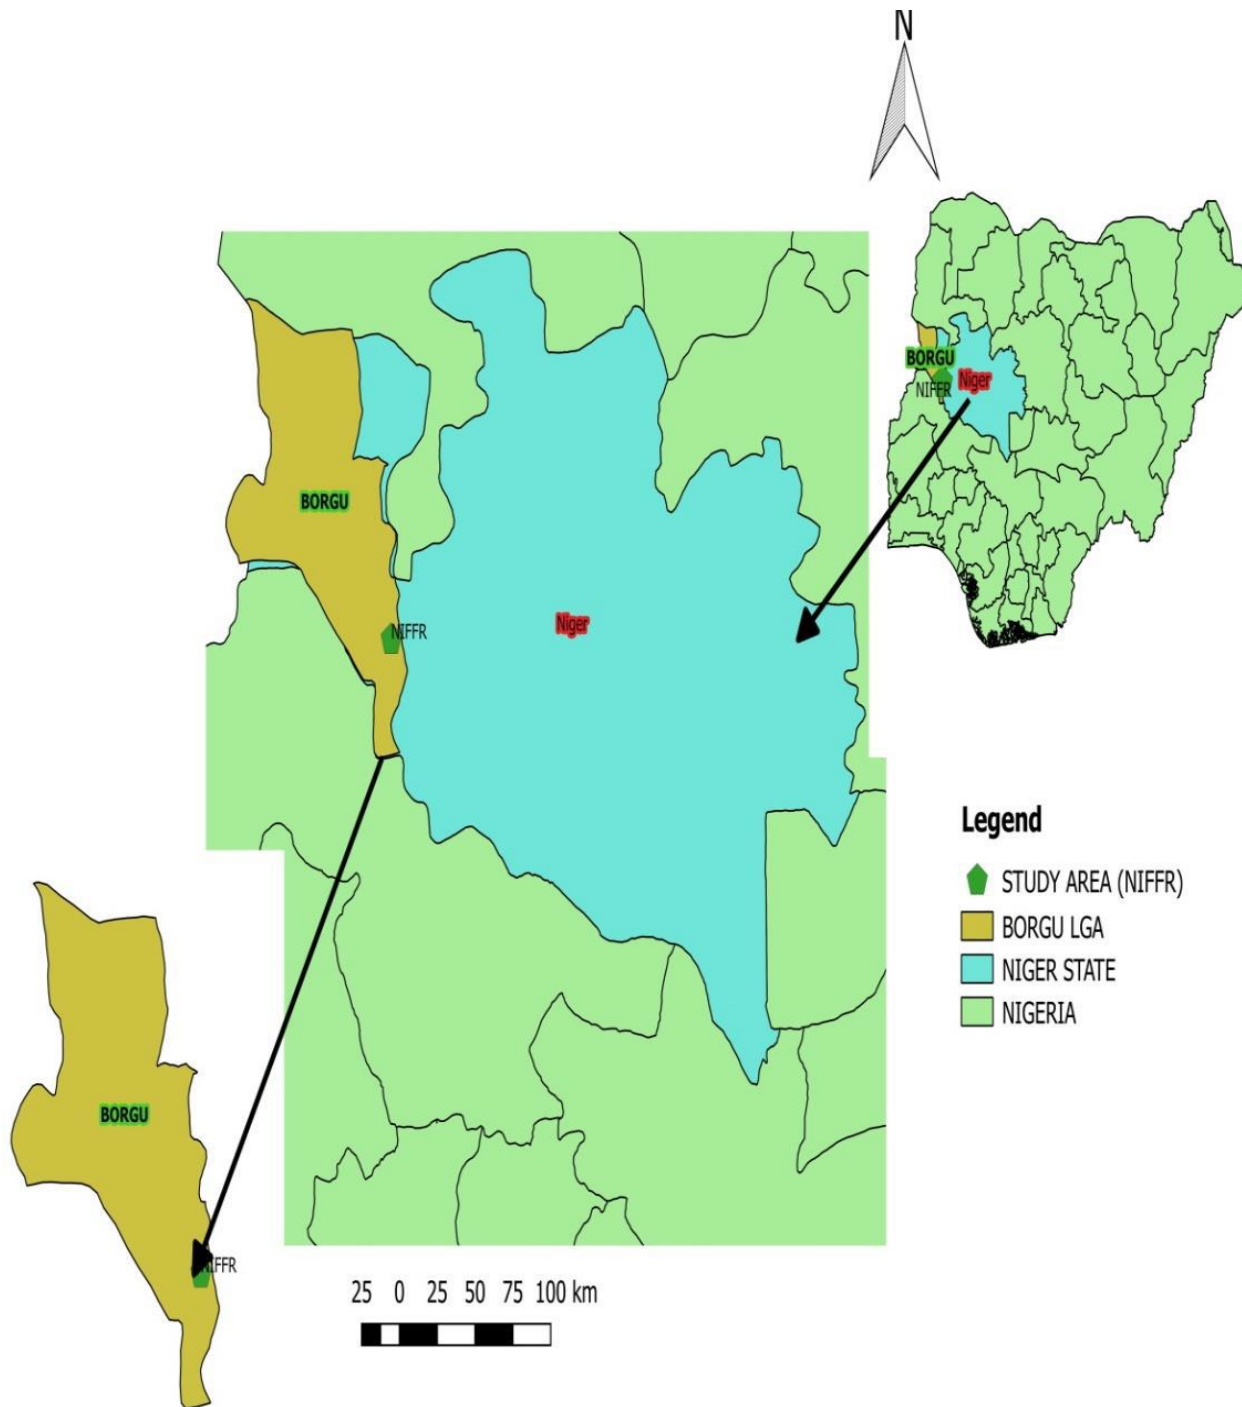 N
BORGU
NIFFR
Niger
BORGU
NIFFR
Niger
Legend
STUDY AREA (NIFFR)
BORGU LGA
NIGER STATE
NIGERIA
BORGU
NIFFR
25 0 25 50 75 100 km